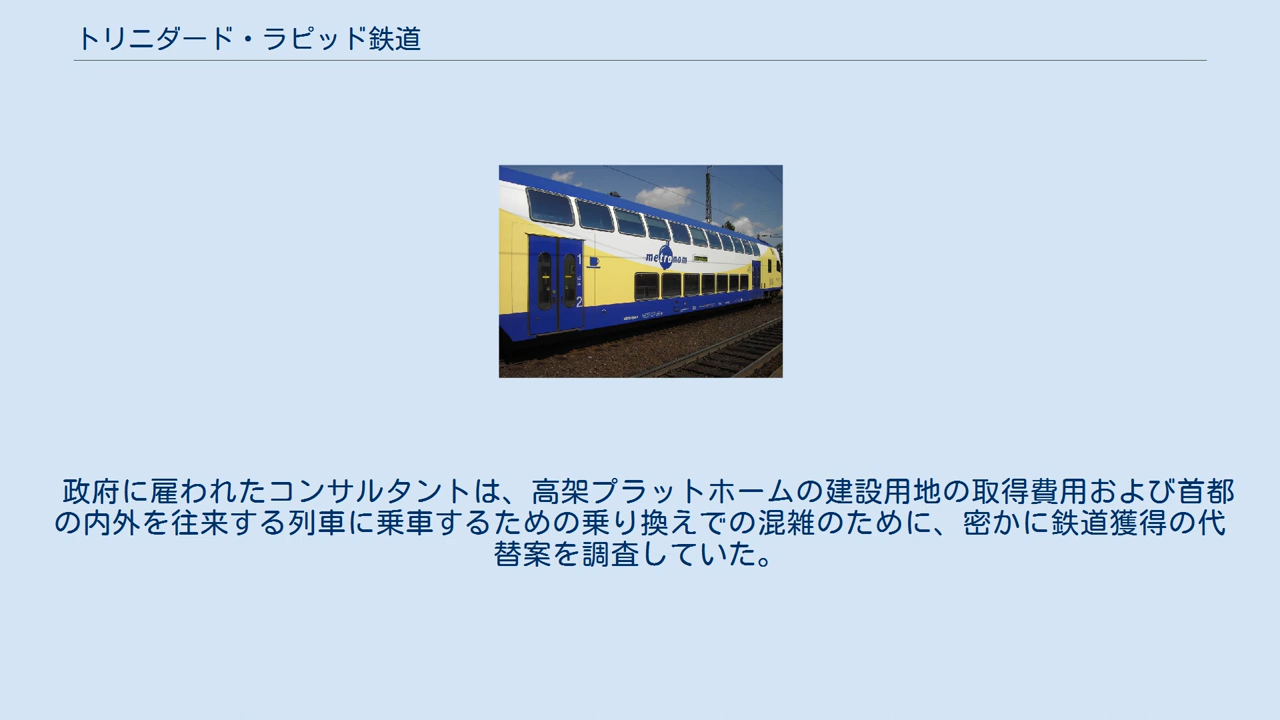 トリニダード・ラピッド鉄道
metronom
1
2
政府に雇われたコンサルタントは、高架プラットホームの建設用地の取得費用および首都
の内外を往来する列車に乗車するための乗り換えでの混雑のために、密かに鉄道獲得の代
替案を調査していた。